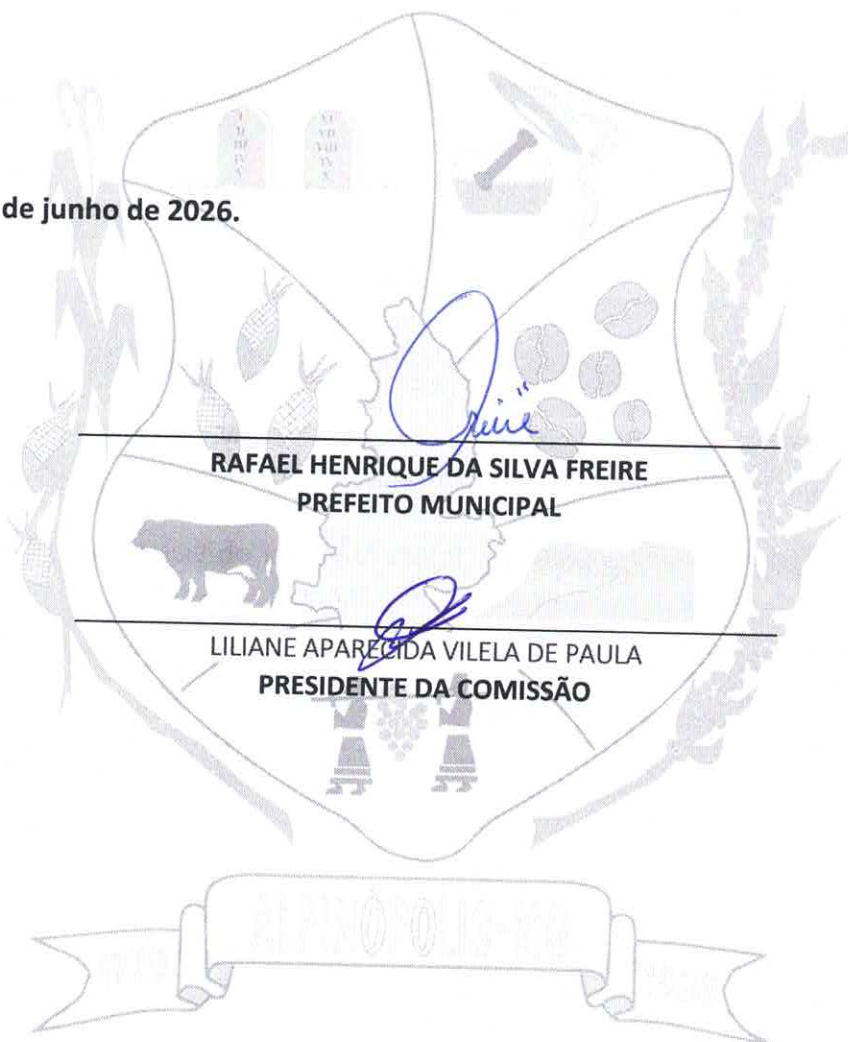 de junho de 2026.
Freire
RAFAEL HENRIQUE DA SILVA FREIRE
PREFEITO MUNICIPAL
LILIANE APARECIDA VILELA DE PAULA
PRESIDENTE DA COMISSÃO